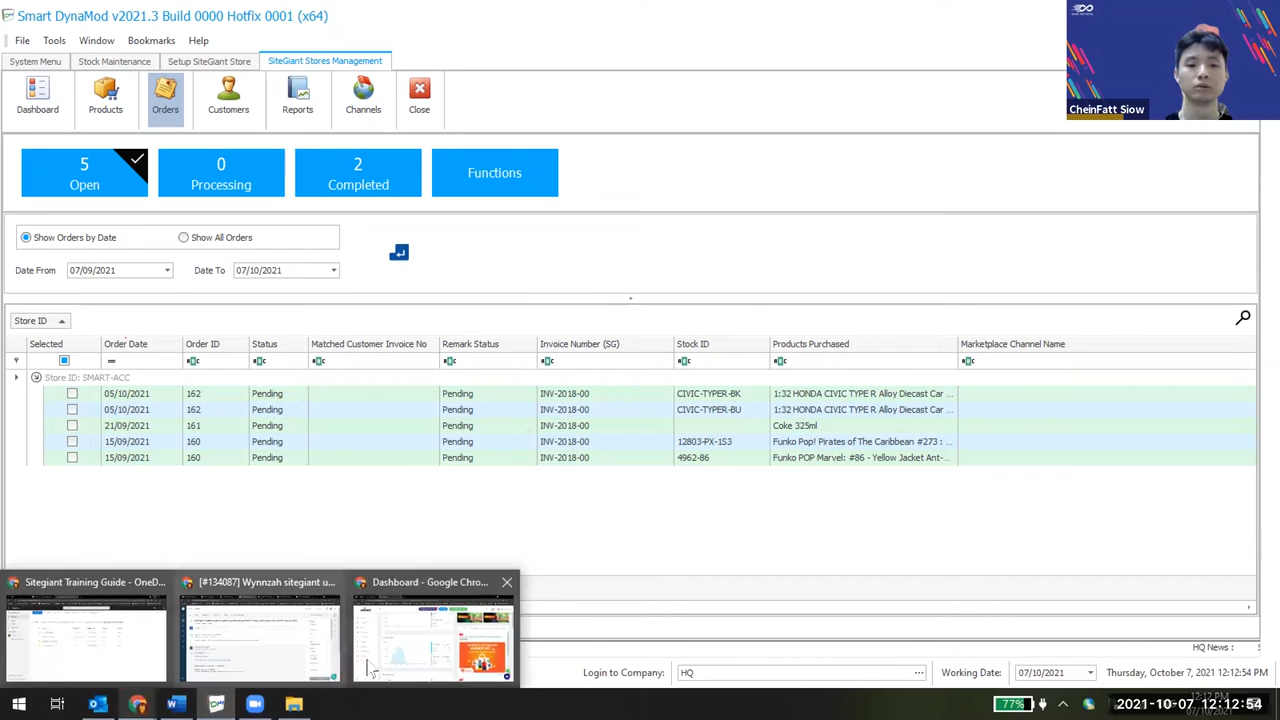 Smart DynaMod v2021.3 Build 0000 Hotfix 0001 (x64)
File Tools Window Bookmarks Help
System Menu Stock Maintenance Setup SiteGiant Store SiteGiant Stores Management
Dashboard Products Orders Customers Reports Channels Close
CheinFatt Siow
5 0 2
Open Processing Completed Functions
Show Orders by Date Show All Orders
Date From 07/09/2021 Date To 07/10/2021
Store ID
Selected Order Date Order ID Status Matched Customer Invoice No Remark Status Invoice Number (SG) Stock ID Products Purchased Marketplace Channel Name
Store ID: SMART-ACC
05/10/2021 162 Pending Pending INV-2018-00 CIVIC-TYPER-BK 1:32 HONDA CIVIC TYPE R Alloy Diecast Car ...
05/10/2021 162 Pending Pending INV-2018-00 CIVIC-TYPER-BU 1:32 HONDA CIVIC TYPE R Alloy Diecast Car ...
21/09/2021 161 Pending Pending INV-2018-00 Coke 325ml
15/09/2021 160 Pending Pending INV-2018-00 12803-PX-1S3 Funko Pop! Pirates of The Caribbean #273 : ...
15/09/2021 160 Pending Pending INV-2018-00 4962-86 Funko POP Marvel: #86 - Yellow Jacket Ant-...
Sitegiant Training Guide - OneD... [#134087] Wynnzah sitegiant u... Dashboard - Google Chro...
HQ News :
Login to Company: HQ ... Working Date: 07/10/2021 Thursday, October 7, 2021 12:12:54 PM
77% 2021-10-07 12:12:54